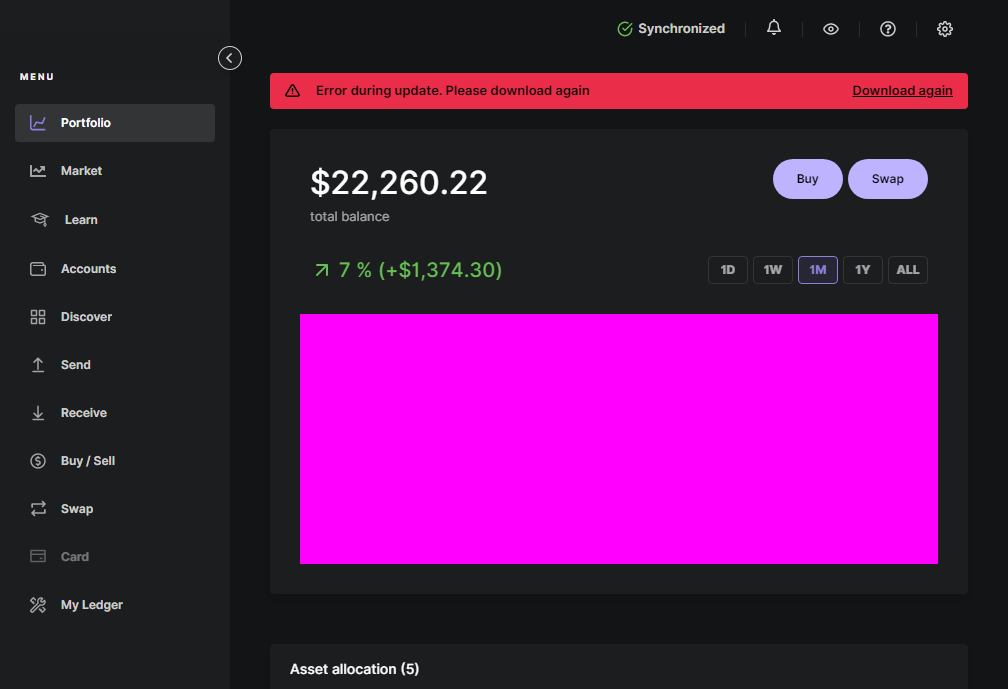 Synchronized
MENU
Error during update. Please download again
Download again
Portfolio
Market
Learn
Accounts
Discover
Send
Receive
Buy / Sell
Swap
Card
My Ledger
$22,260.22
total balance
Buy
Swap
7 % (+$1,374.30)
1D
1W
1M
1Y
ALL
Asset allocation (5)